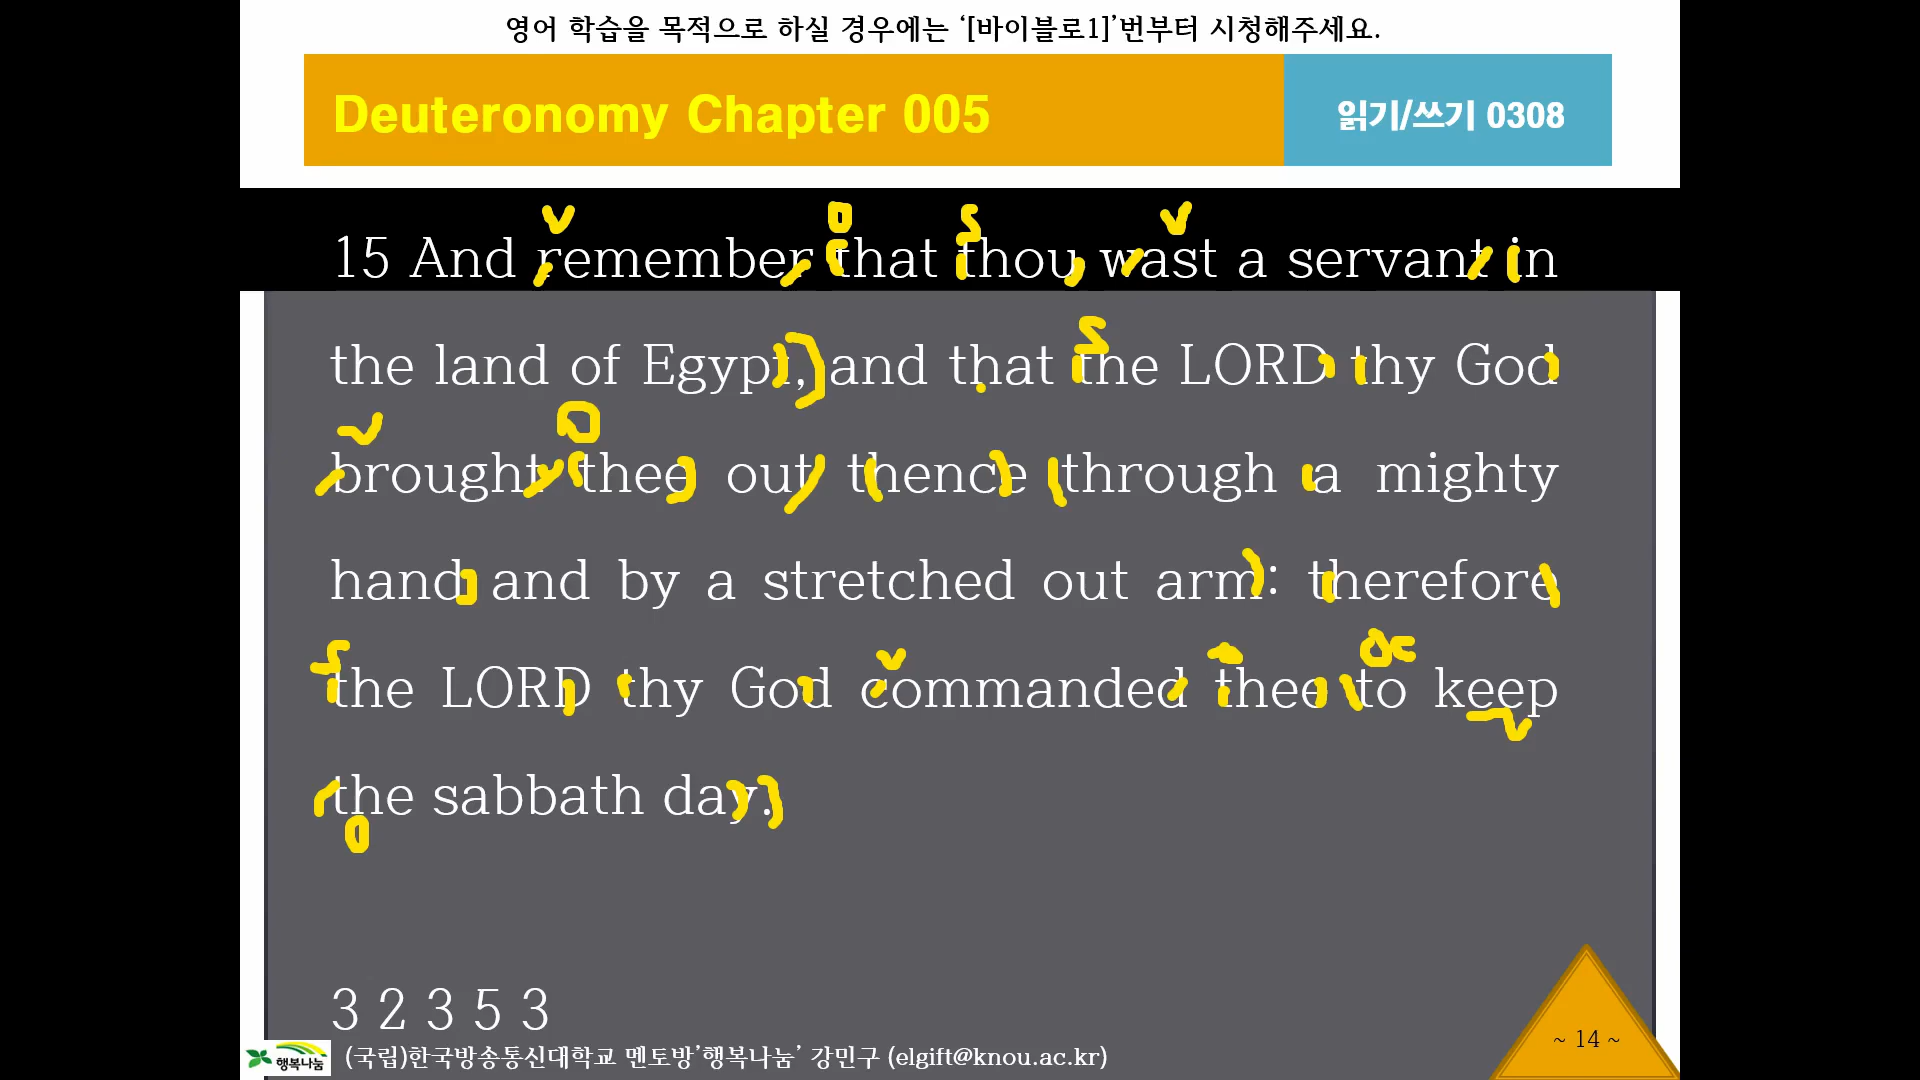 영어 학습을 목적으로 하실 경우에는 ‘[바이블로1]’번부터 시청해주세요.
Deuteronomy Chapter 005
읽기/쓰기 0308
v o s v
15 And remember that thou wast a servant in
s
the land of Egypt, and that the LORD thy God
v o
brought thee out thence through a mighty
hand and by a stretched out arm: therefore
s v oc
the LORD thy God commanded thee to keep
v
the sabbath day.
o
3 2 3 5 3
행복나눔
(국립)한국방송통신대학교 멘토방’행복나눔’ 강민구 (elgift@knou.ac.kr)
~ 14 ~